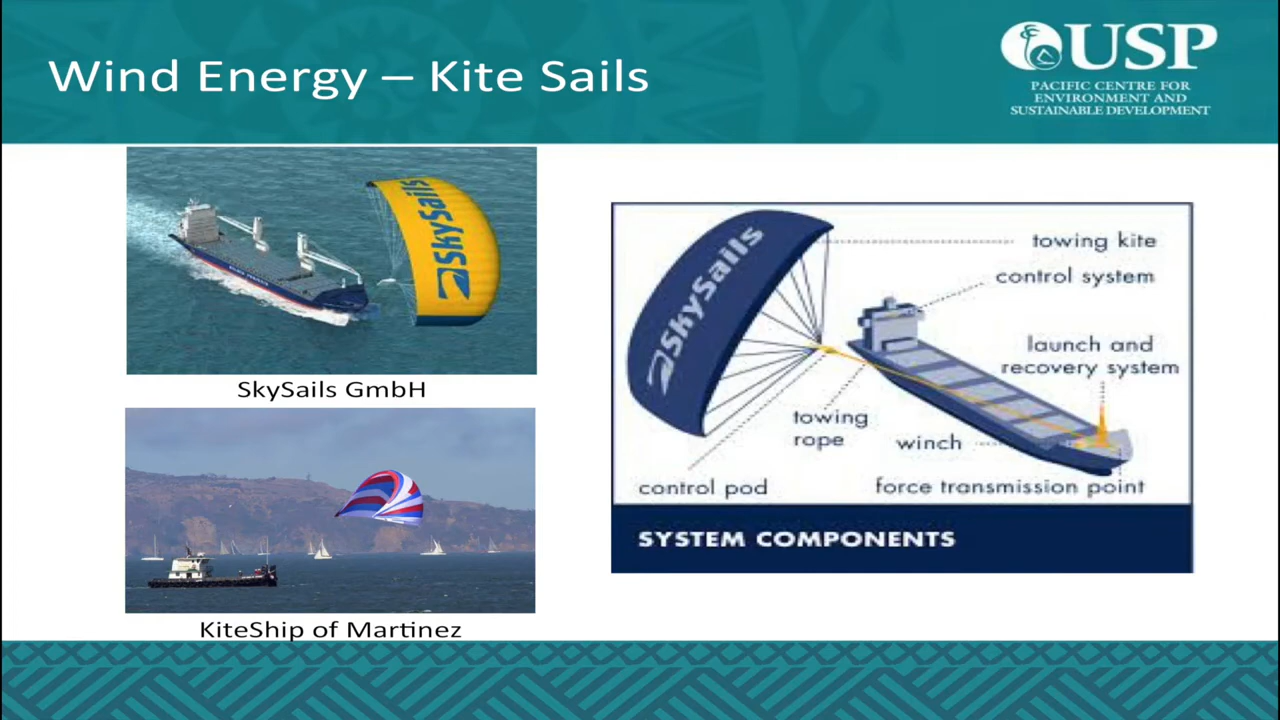 Wind Energy – Kite Sails
USP
PACIFIC CENTRE FOR
ENVIRONMENT AND
SUSTAINABLE DEVELOPMENT
SkySails
SkySails GmbH
KiteShip of Martinez
SkySails
towing kite
control system
launch and
recovery system
towing
rope
winch
control pod
force transmission point
SYSTEM COMPONENTS